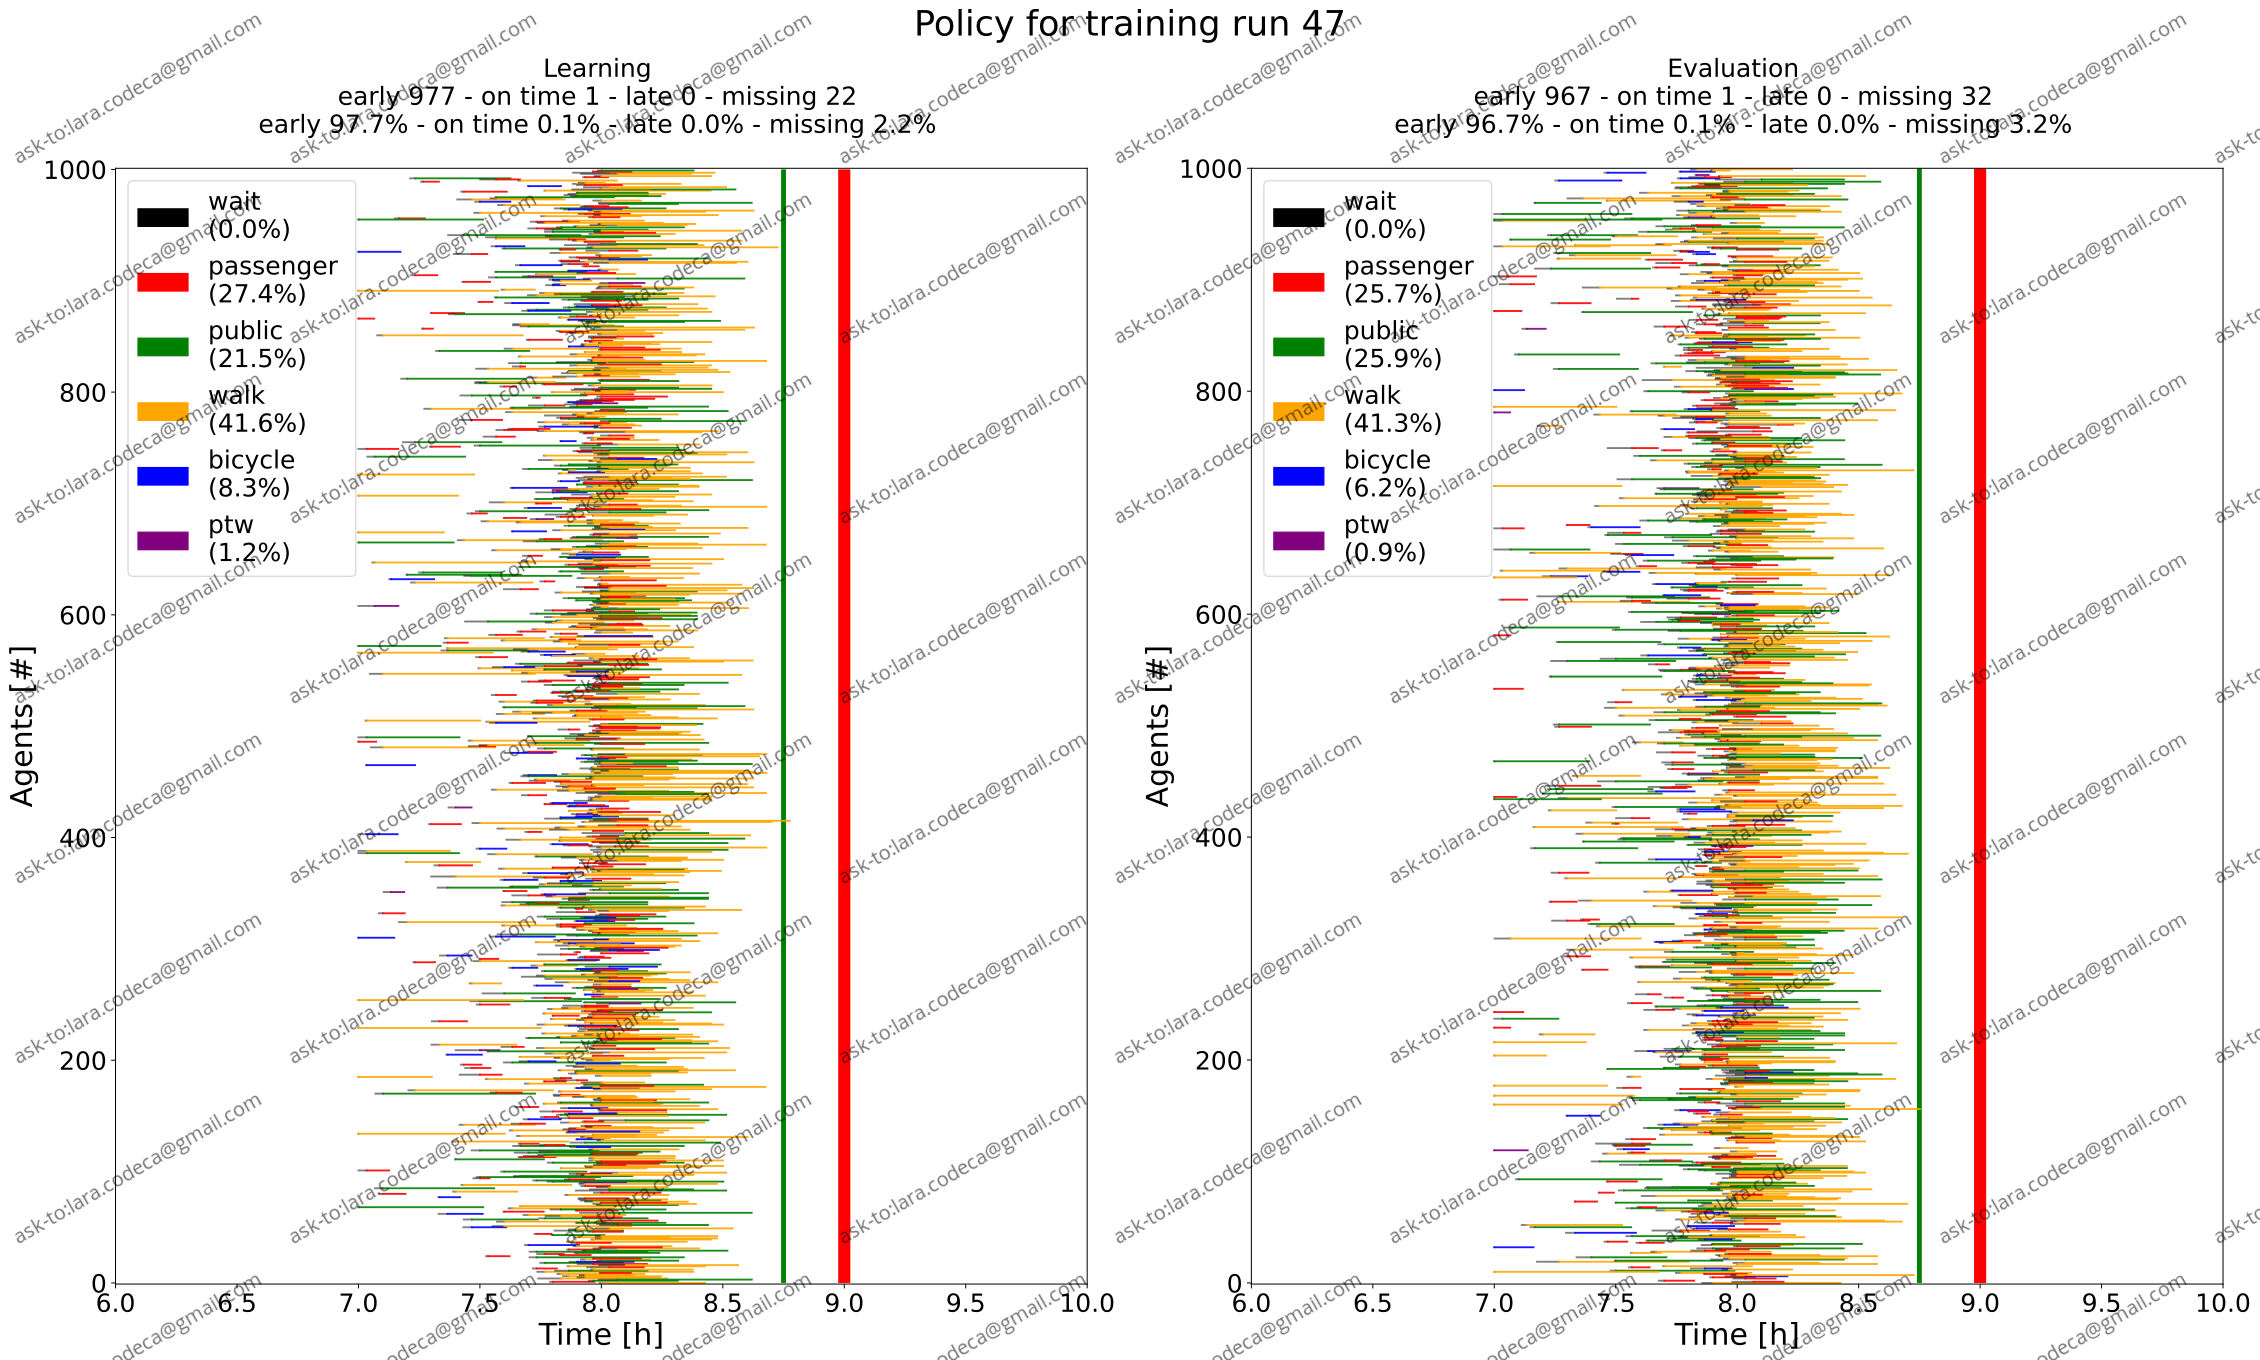 Policy for training run 47
Learning
early 977 - on time 1 - late 0 - missing 22
early 97.7% - on time 0.1% - late 0.0% - missing 2.2%
1000
800
600
400
200
0
Agents [#]
wait
(0.0%)
passenger
(27.4%)
public
(21.5%)
walk
(41.6%)
bicycle
(8.3%)
ptw
(1.2%)
6.0 6.5 7.0 7.5 8.0 8.5 9.0 9.5 10.0
Time [h]
Evaluation
early 967 - on time 1 - late 0 - missing 32
early 96.7% - on time 0.1% - late 0.0% - missing 3.2%
1000
800
600
400
200
0
Agents [#]
wait
(0.0%)
passenger
(25.7%)
public
(25.9%)
walk
(41.3%)
bicycle
(6.2%)
ptw
(0.9%)
6.0 6.5 7.0 7.5 8.0 8.5 9.0 9.5 10.0
Time [h]
ask-to:lara.codeca@gmail.com